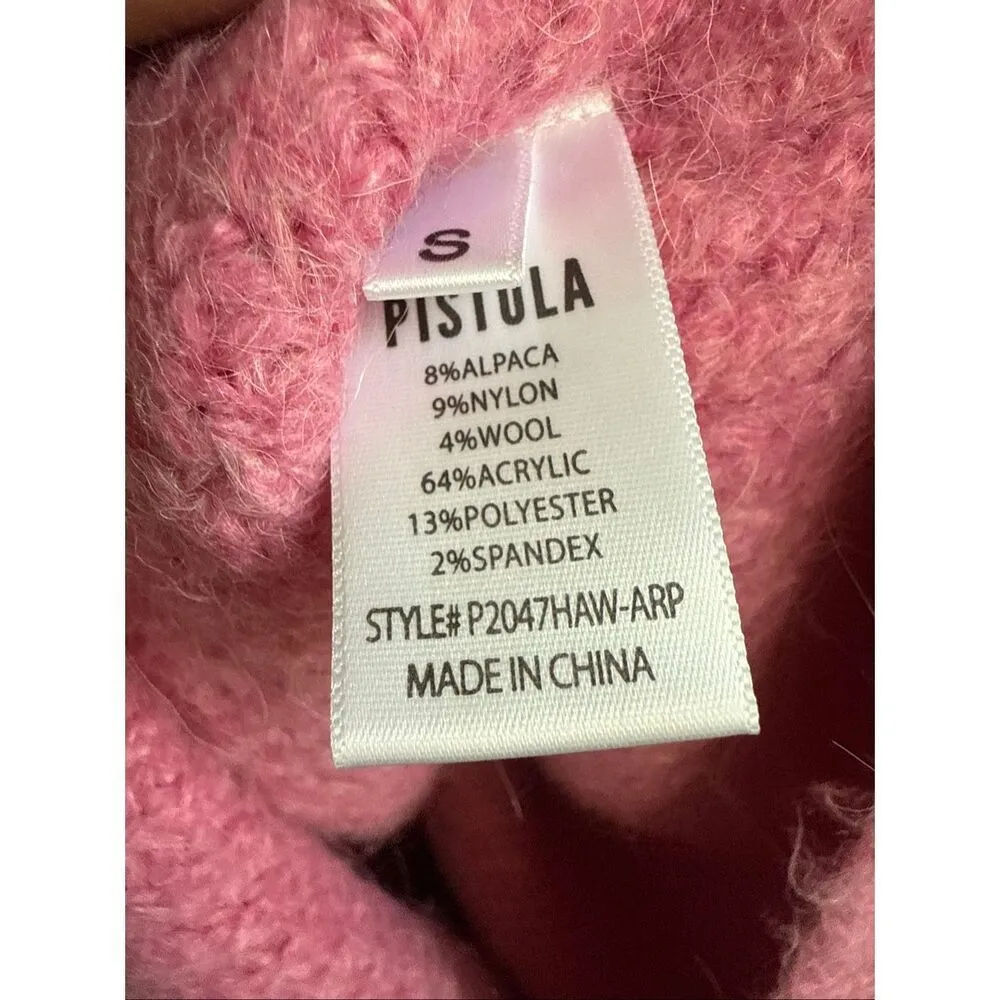 S
PISTOLA
8%ALPACA
9%NYLON
4%WOOL
64%ACRYLIC
13%POLYESTER
2%SPANDEX
STYLE# P2047HAW-ARP
MADE IN CHINA